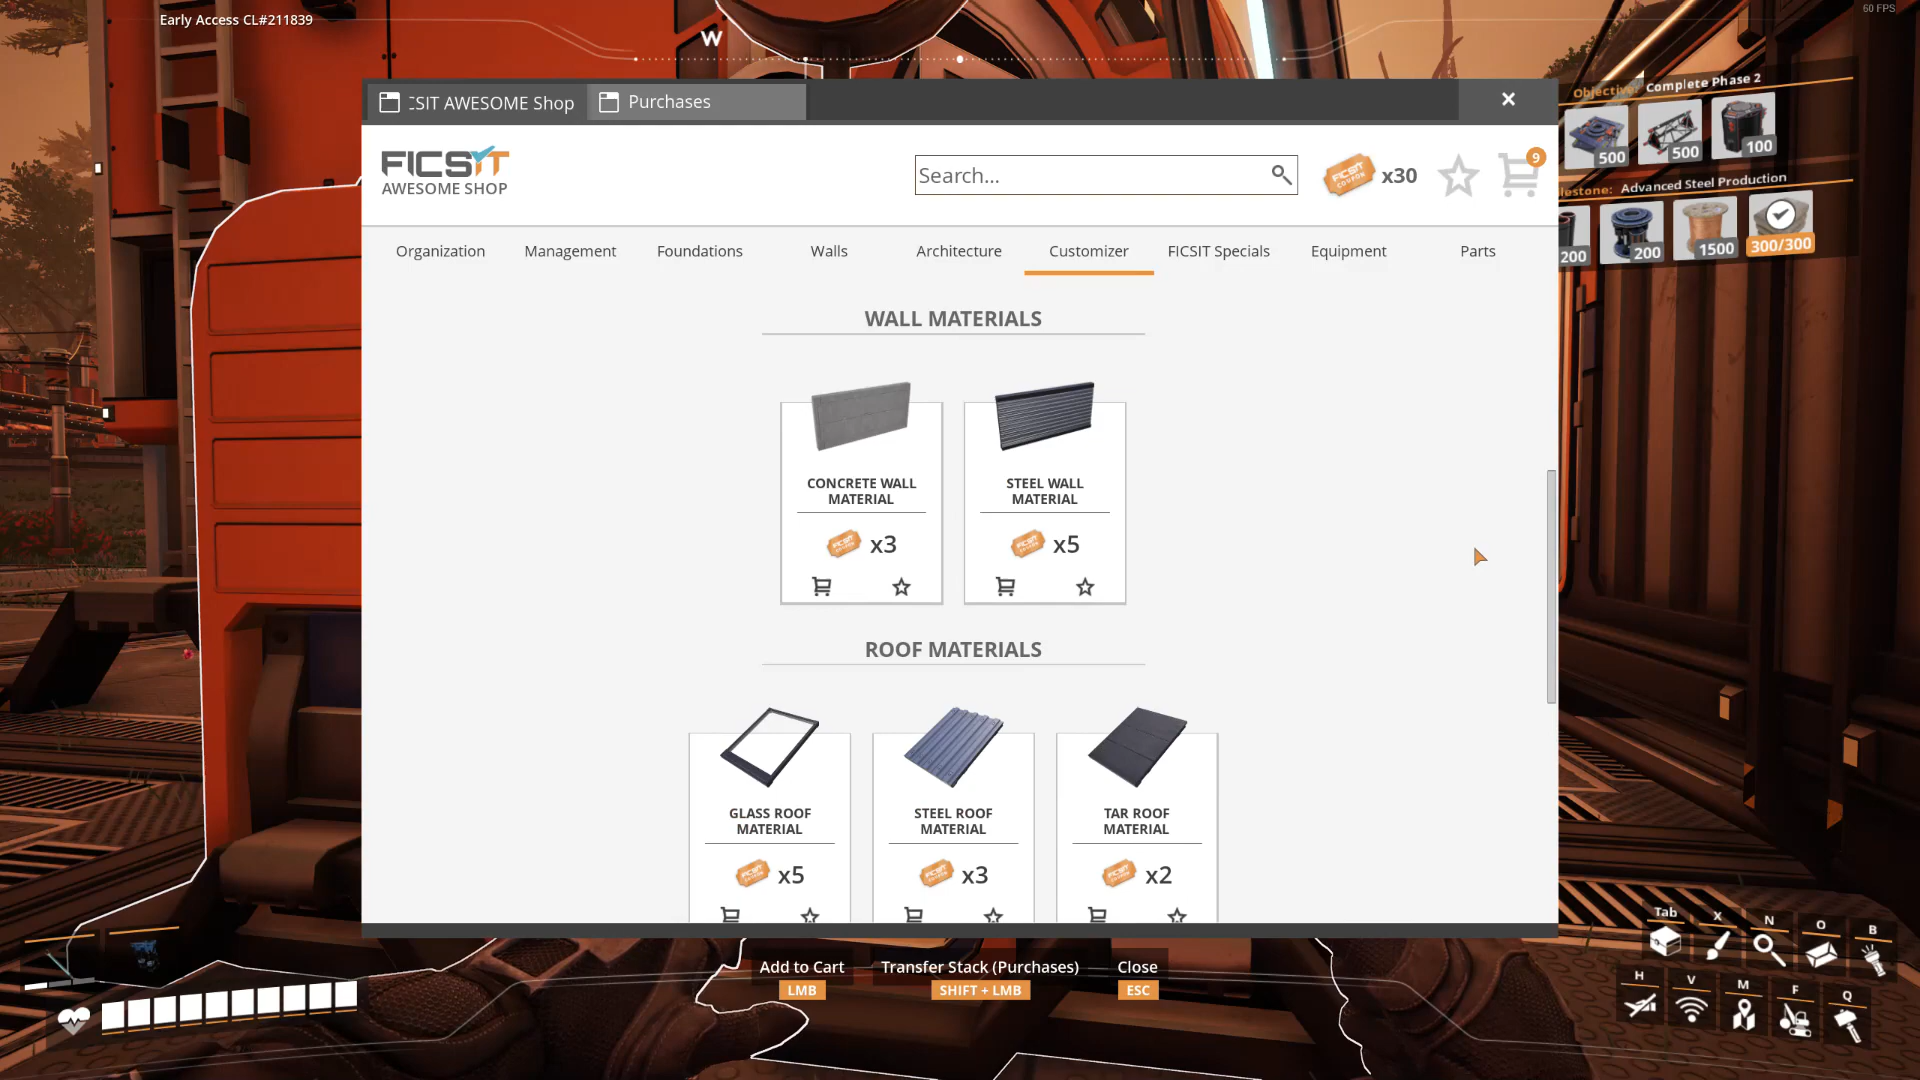 Early Access CL#211839
60 FPS
W
SIT AWESOME Shop
Purchases
Objective: Complete Phase 2
500
500
100
lestone: Advanced Steel Production
200
200
1500
300/300
FICSIT
AWESOME SHOP
Search...
FICSIT COUPON
x30
9
Organization
Management
Foundations
Walls
Architecture
Customizer
FICSIT Specials
Equipment
Parts
WALL MATERIALS
CONCRETE WALL
MATERIAL
x3
STEEL WALL
MATERIAL
x5
ROOF MATERIALS
GLASS ROOF
MATERIAL
x5
STEEL ROOF
MATERIAL
x3
TAR ROOF
MATERIAL
x2
Add to Cart
LMB
Transfer Stack (Purchases)
SHIFT + LMB
Close
ESC
Tab
X
N
O
B
H
V
M
F
Q